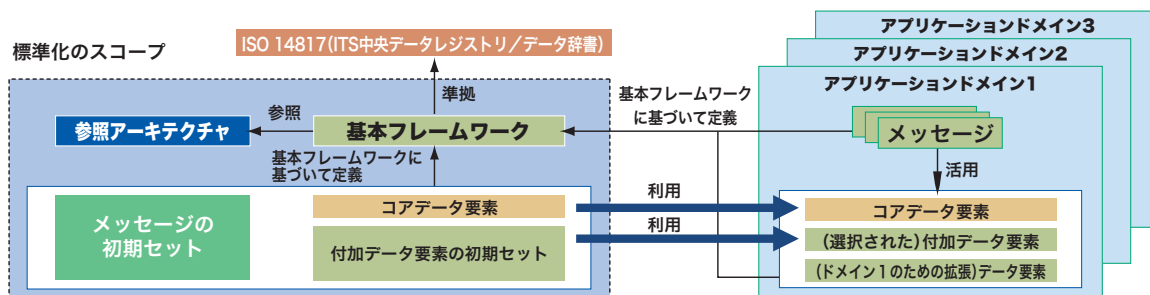 標準化のスコープ
ISO 14817(ITS中央データレジストリ／データ辞書)
準拠
参照
参照アーキテクチャ
基本フレームワーク
基本フレームワークに
基づいて定義
メッセージの
初期セット
コアデータ要素
付加データ要素の初期セット
利用
利用
基本フレームワーク
に基づいて定義
アプリケーションドメイン3
アプリケーションドメイン2
アプリケーションドメイン1
メッセージ
活用
コアデータ要素
(選択された)付加データ要素
(ドメイン1のための拡張)データ要素